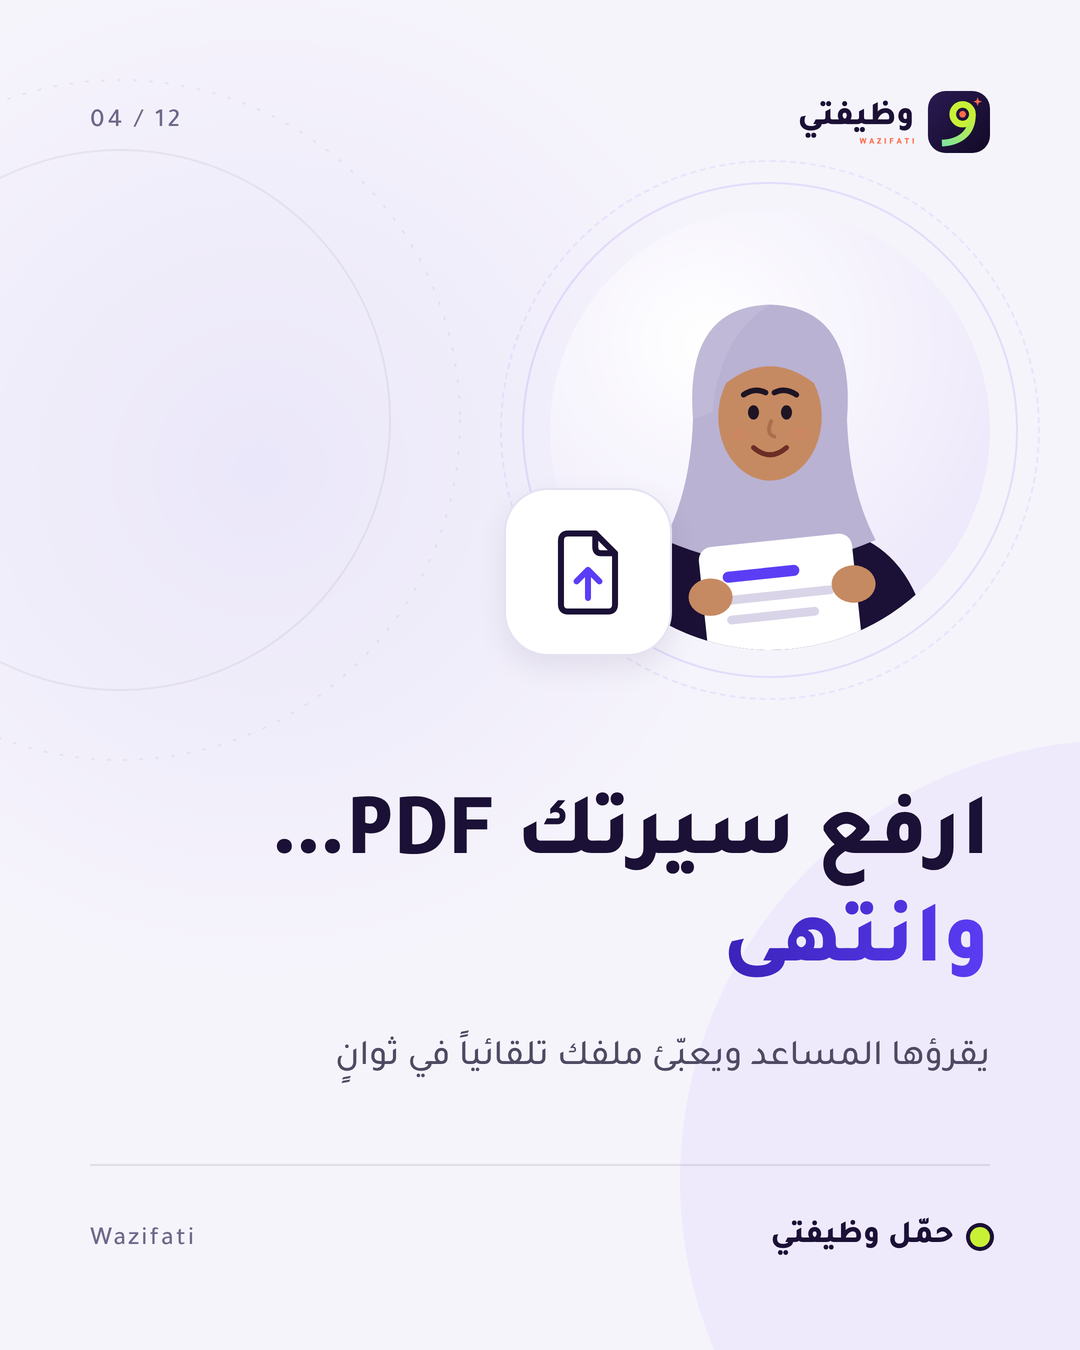 وظيفتي
WAZIFATI
04 / 12
ارفع سيرتك PDF...
وانتهى
يقرؤها المساعد ويعبّئ ملفك تلقائياً في ثوانٍ
حمّل وظيفتي
Wazifati